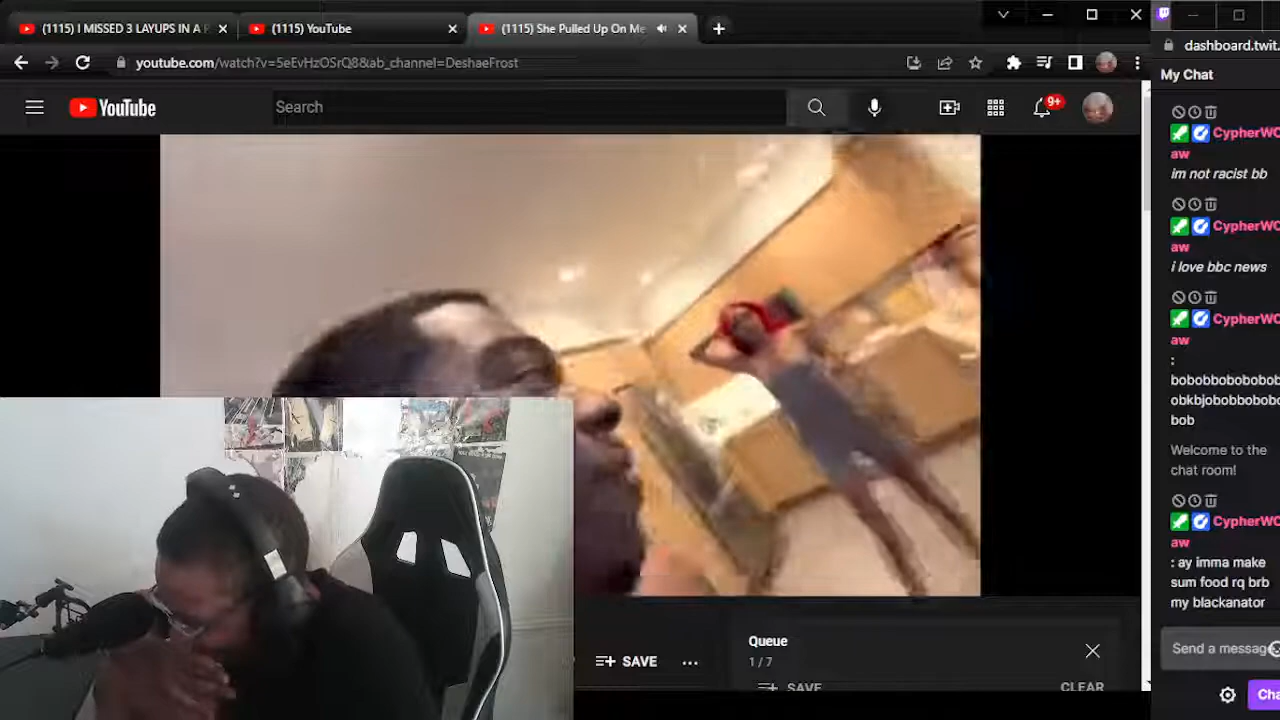 (1115) I MISSED 3 LAYUPS IN A
(1115) YouTube
(1115) She Pulled Up On Me
youtube.com/watch?v=5eEvHzOSrQ8&ab_channel=DeshaeFrost
dashboard.twit
YouTube
Search
9+
My Chat
CypherWO
aw
im not racist bb
CypherWO
aw
i love bbc news
CypherWO
aw
:
bobobbobobobob
obkbjobobbobobo
bob
Welcome to the
chat room!
CypherWO
aw
: ay imma make
sum food rq brb
my blackanator
Send a message
Cha
SAVE
Queue
1 / 7
SAVE
CLEAR